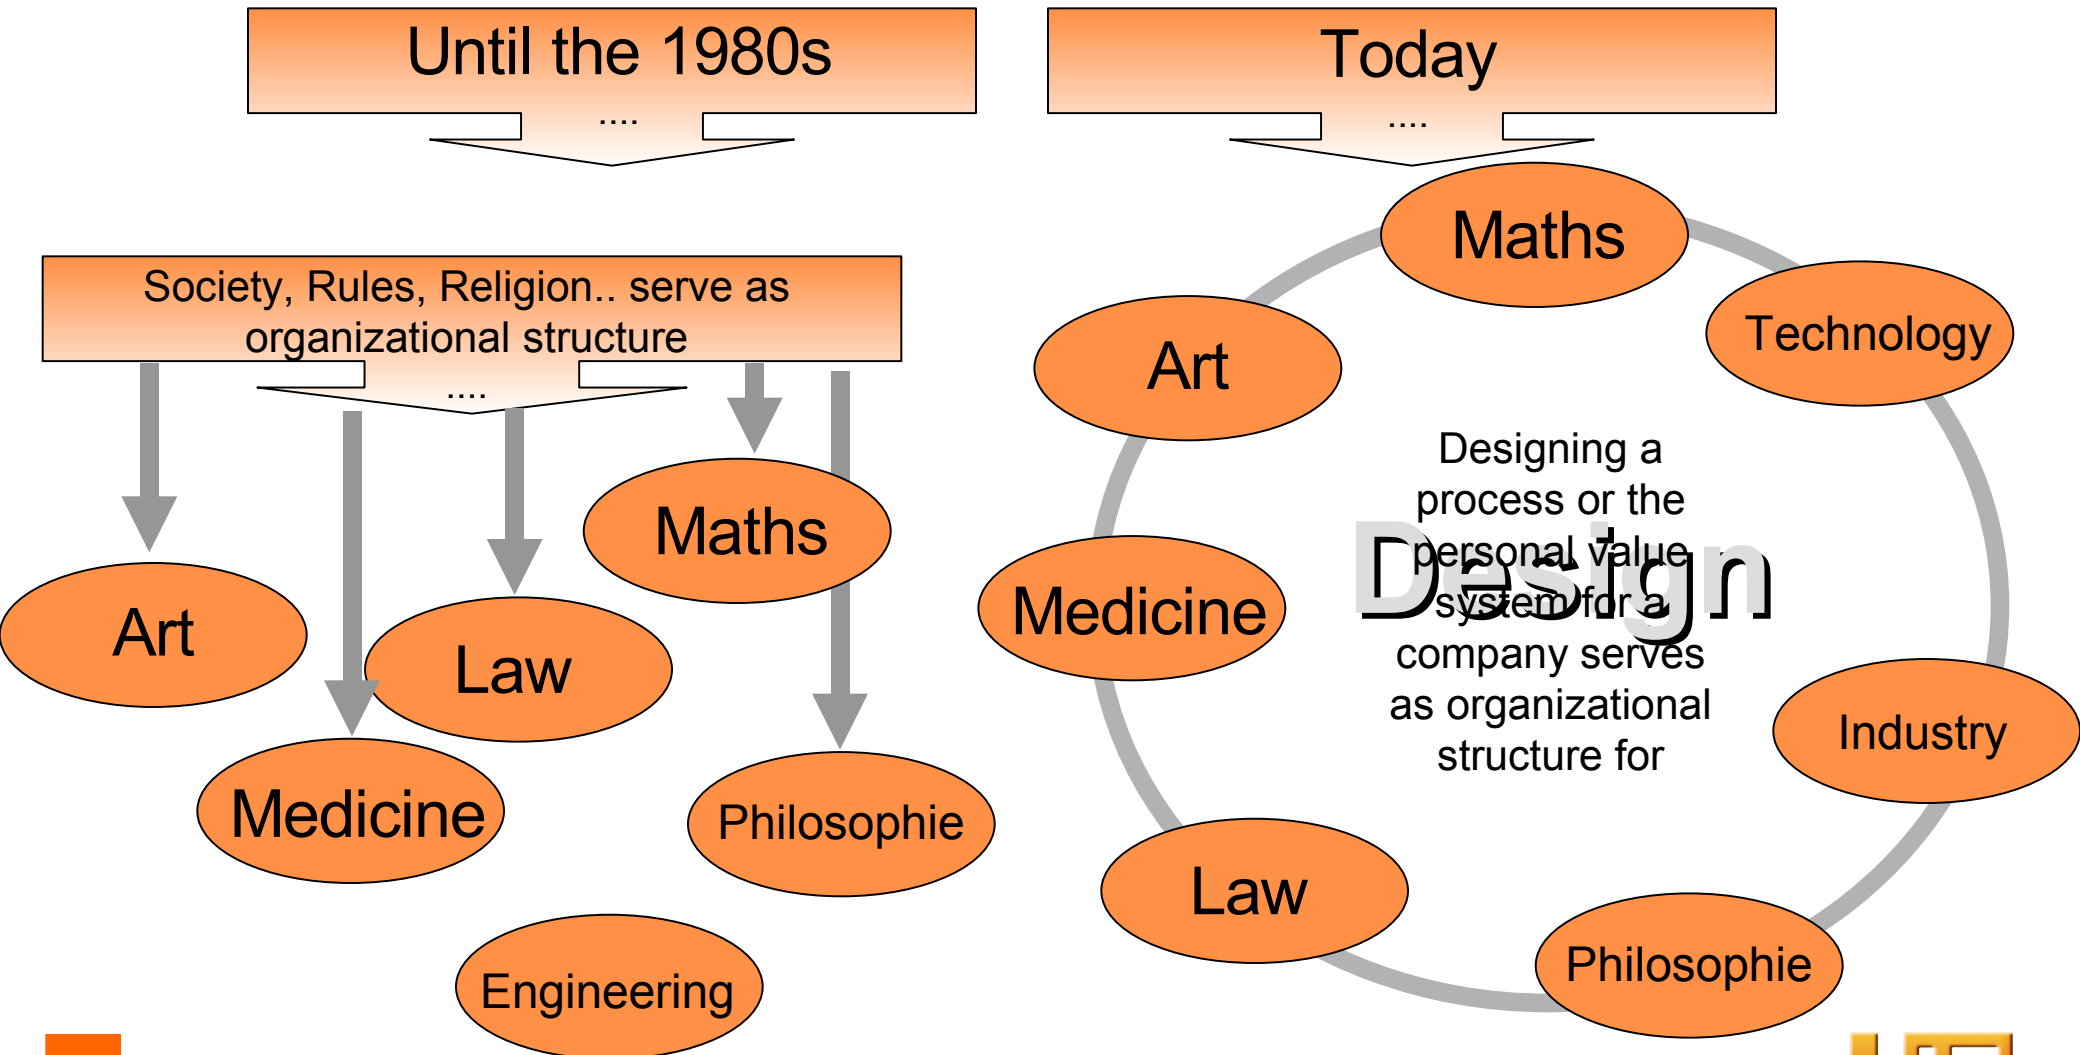 Until the 1980s
....
Society, Rules, Religion.. serve as
organizational structure
....
Maths
Art
Law
Medicine
Philosophie
Engineering
Today
....
Maths
Technology
Art
Designing a
process or the
personal value
system for a
company serves
as organizational
structure for
Design
Medicine
Industry
Law
Philosophie